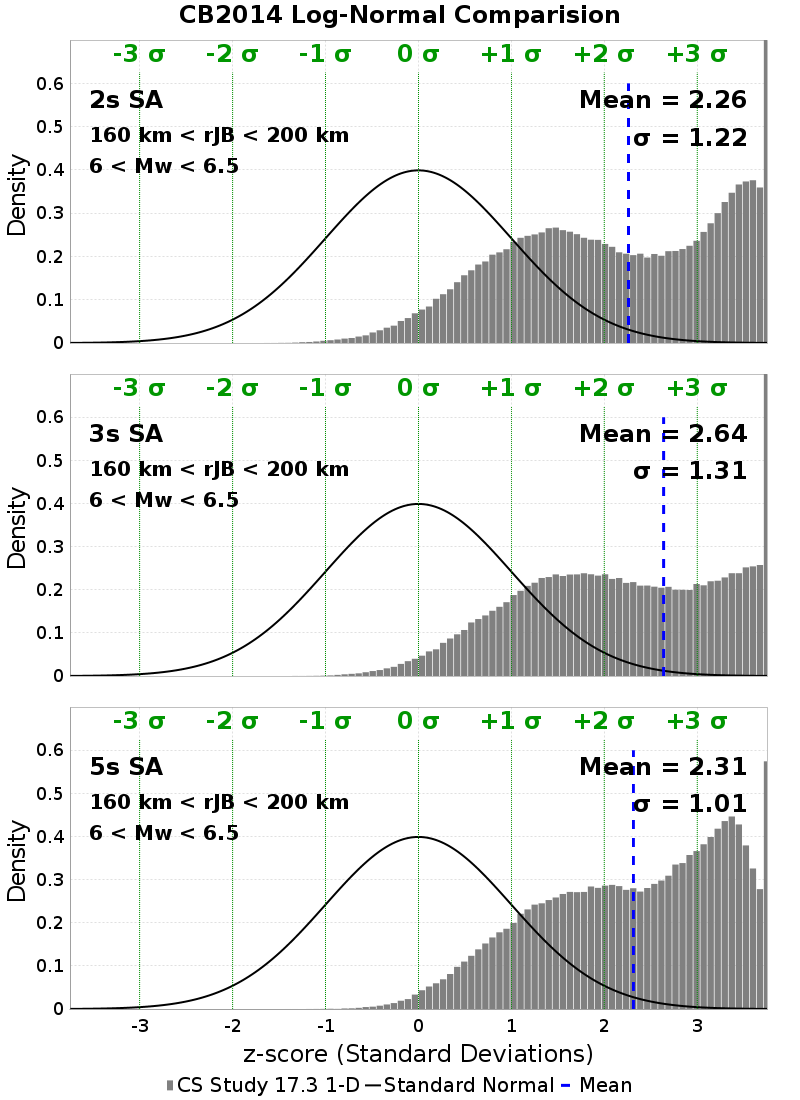 CB2014 Log-Normal Comparision
-3 σ -2 σ -1 σ 0 σ +1 σ +2 σ +3 σ
2s SA
Mean = 2.26
160 km < rJB < 200 km
σ = 1.22
6 < Mw < 6.5
Density
0.6
0.5
0.4
0.3
0.2
0.1
0
-3 σ -2 σ -1 σ 0 σ +1 σ +2 σ +3 σ
3s SA
Mean = 2.64
160 km < rJB < 200 km
σ = 1.31
6 < Mw < 6.5
Density
0.6
0.5
0.4
0.3
0.2
0.1
0
-3 σ -2 σ -1 σ 0 σ +1 σ +2 σ +3 σ
5s SA
Mean = 2.31
160 km < rJB < 200 km
σ = 1.01
6 < Mw < 6.5
Density
0.6
0.5
0.4
0.3
0.2
0.1
0
-3 -2 -1 0 1 2 3
z-score (Standard Deviations)
CS Study 17.3 1-D Standard Normal Mean